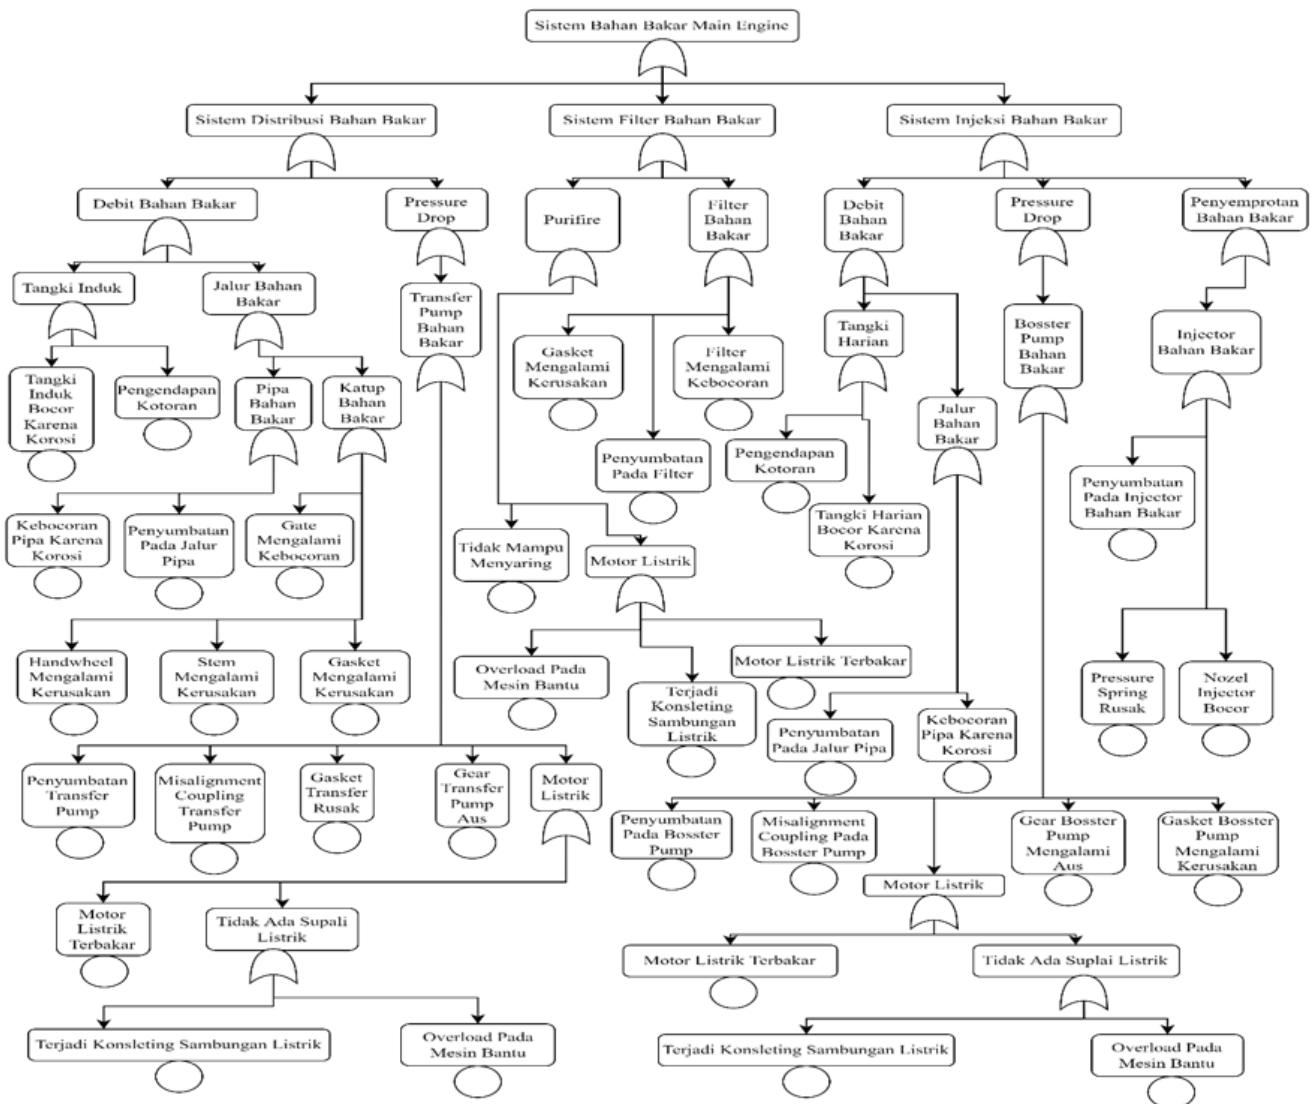 Sistem Bahan Bakar Main Engine
Sistem Distribusi Bahan Bakar
Sistem Filter Bahan Bakar
Sistem Injeksi Bahan Bakar
Debit Bahan Bakar
Pressure
Drop
Purifire
Filter
Bahan
Bakar
Debit
Bahan
Bakar
Pressure
Drop
Penyemprotan
Bahan Bakar
Tangki Induk
Jalur Bahan
Bakar
Transfer
Pump
Bahan
Bakar
Tangki
Harian
Bosster
Pump
Bahan
Bakar
Injector
Bahan Bakar
Tangki
Induk
Bocor
Karena
Korosi
Pengendapan
Kotoran
Pipa
Bahan
Bakar
Katup
Bahan
Bakar
Gasket
Mengalami
Kerusakan
Filter
Mengalami
Kebocoran
Jalur
Bahan
Bakar
Penyumbatan
Pada Filter
Pengendapan
Kotoran
Penyumbatan
Pada Injector
Bahan Bakar
Kebocoran
Pipa Karena
Korosi
Penyumbatan
Pada Jalur
Pipa
Gate
Mengalami
Kebocoran
Tidak Mampu
Menyaring
Motor Listrik
Tangki Harian
Bocor Karena
Korosi
Handwheel
Mengalami
Kerusakan
Stem
Mengalami
Kerusakan
Gasket
Mengalami
Kerusakan
Overload Pada
Mesin Bantu
Terjadi
Konsleting
Sambungan
Listrik
Motor Listrik Terbakar
Penyumbatan
Pada Jalur Pipa
Kebocoran
Pipa Karena
Korosi
Pressure
Spring
Rusak
Nozel
Injector
Bocor
Penyumbatan
Transfer
Pump
Misalignment
Coupling
Transfer
Pump
Gasket
Transfer
Rusak
Gear
Transfer
Pump
Aus
Motor
Listrik
Penyumbatan
Pada Bosster
Pump
Misalignment
Coupling Pada
Bosster Pump
Motor Listrik
Gear Bosster
Pump
Mengalami
Aus
Gasket Bosster
Pump
Mengalami
Kerusakan
Motor
Listrik
Terbakar
Tidak Ada Supali
Listrik
Motor Listrik Terbakar
Tidak Ada Suplai Listrik
Terjadi Konsleting Sambungan Listrik
Overload Pada
Mesin Bantu
Terjadi Konsleting Sambungan Listrik
Overload Pada
Mesin Bantu